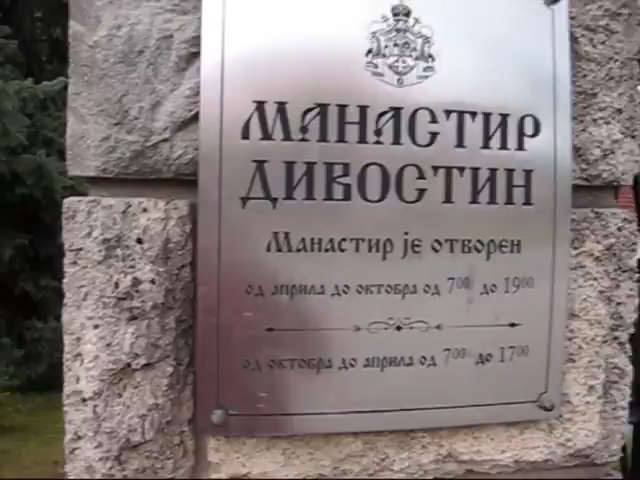 МАНАСТИР
ДИВОСТИН
Манастир је отворен
од априла до октобра од 7⁰⁰ до 19⁰⁰
од октобра до априла од 7⁰⁰ до 17⁰⁰